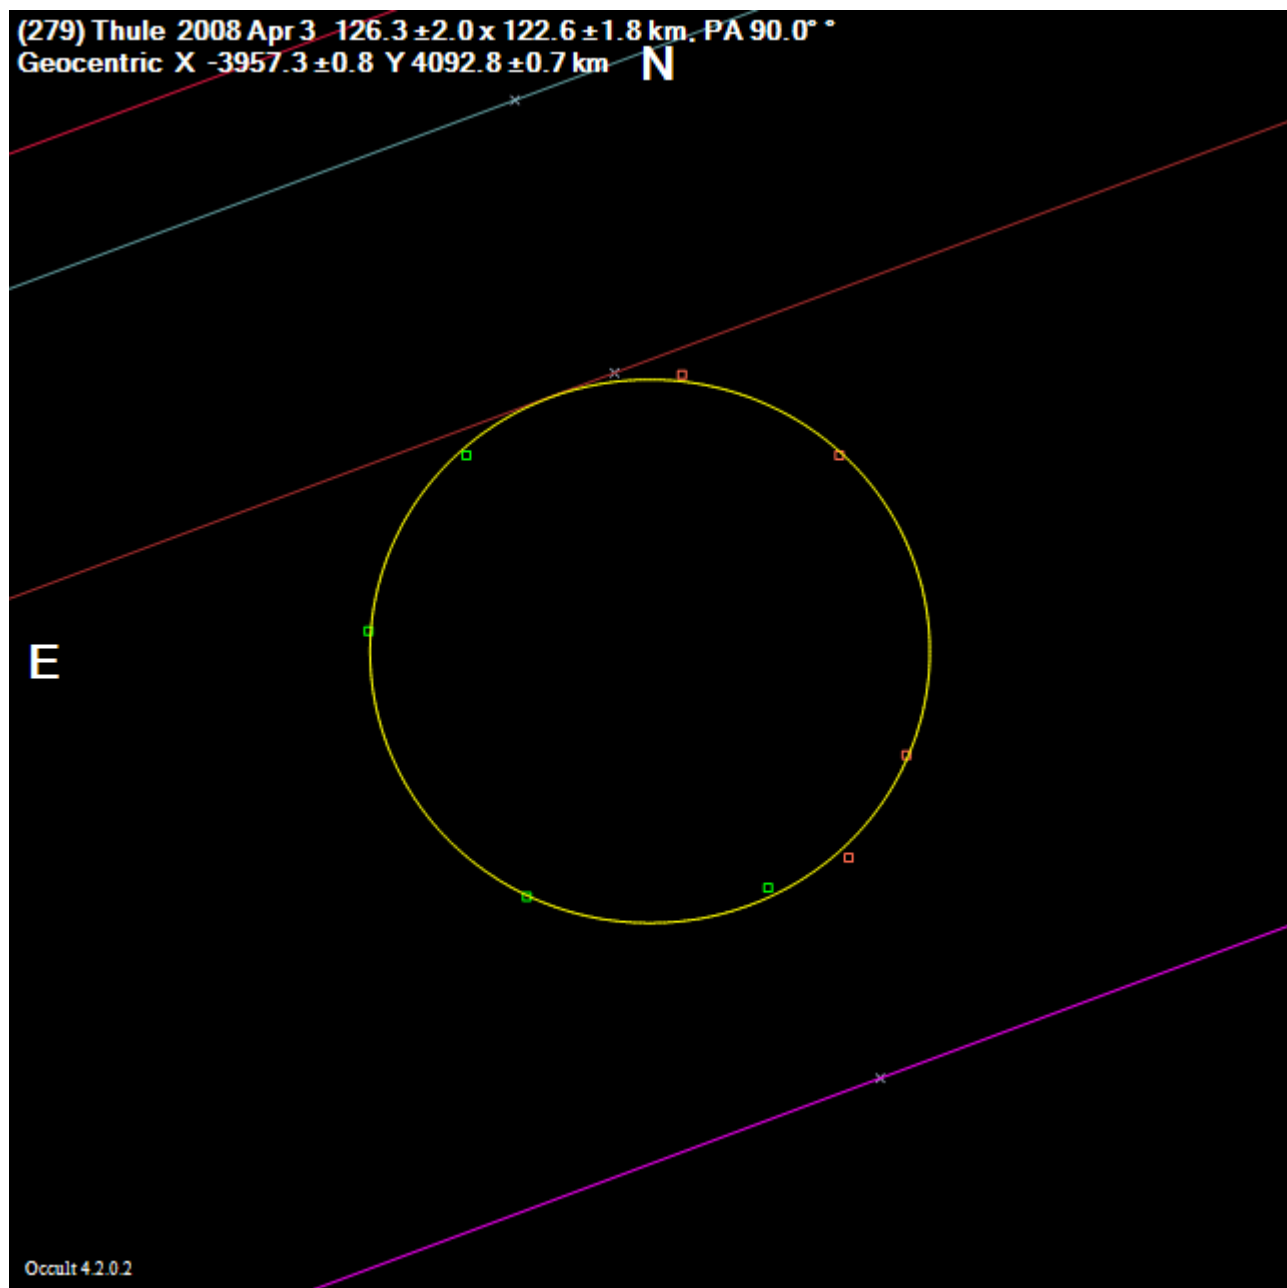 (279) Thule 2008 Apr 3 126.3 ±2.0 x 122.6 ±1.8 km, PA 90.0° °
Geocentric X -3957.3 ±0.8 Y 4092.8 ±0.7 km
N
E
Occult 4.2.0.2